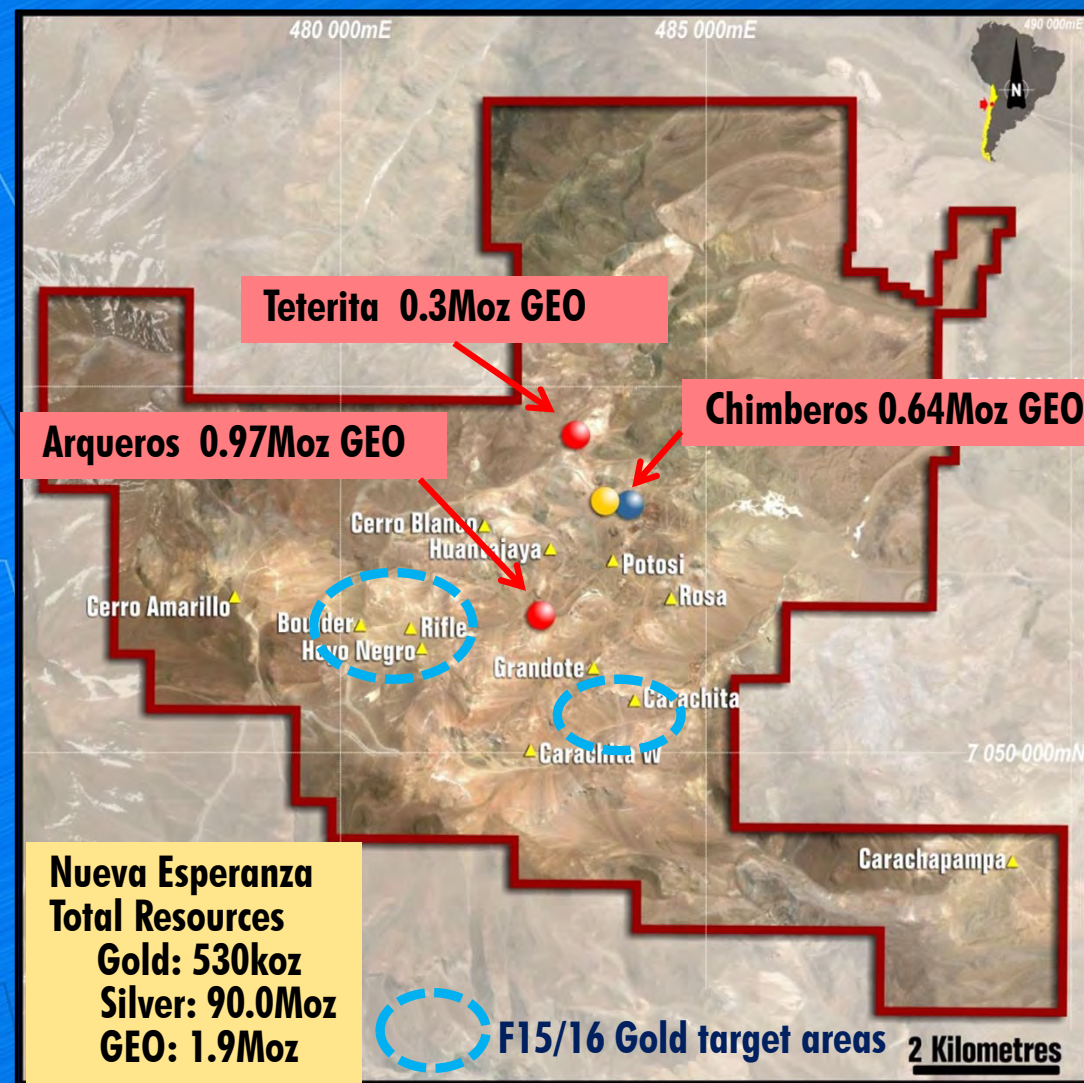 480 000mE
485 000mE
490 000mE
N
Teterita 0.3Moz GEO
Chimberos 0.64Moz GEO
Arqueros 0.97Moz GEO
Cerro Blanco
Huantajaya
Potosi
Cerro Amarillo
Rosa
Boulder
Rifle
Hoyo Negro
Grandote
Carachita
Carachita W
7 050 000mN
Carachapampa
Nueva Esperanza
Total Resources
Gold: 530koz
Silver: 90.0Moz
GEO: 1.9Moz
F15/16 Gold target areas
2 Kilometres